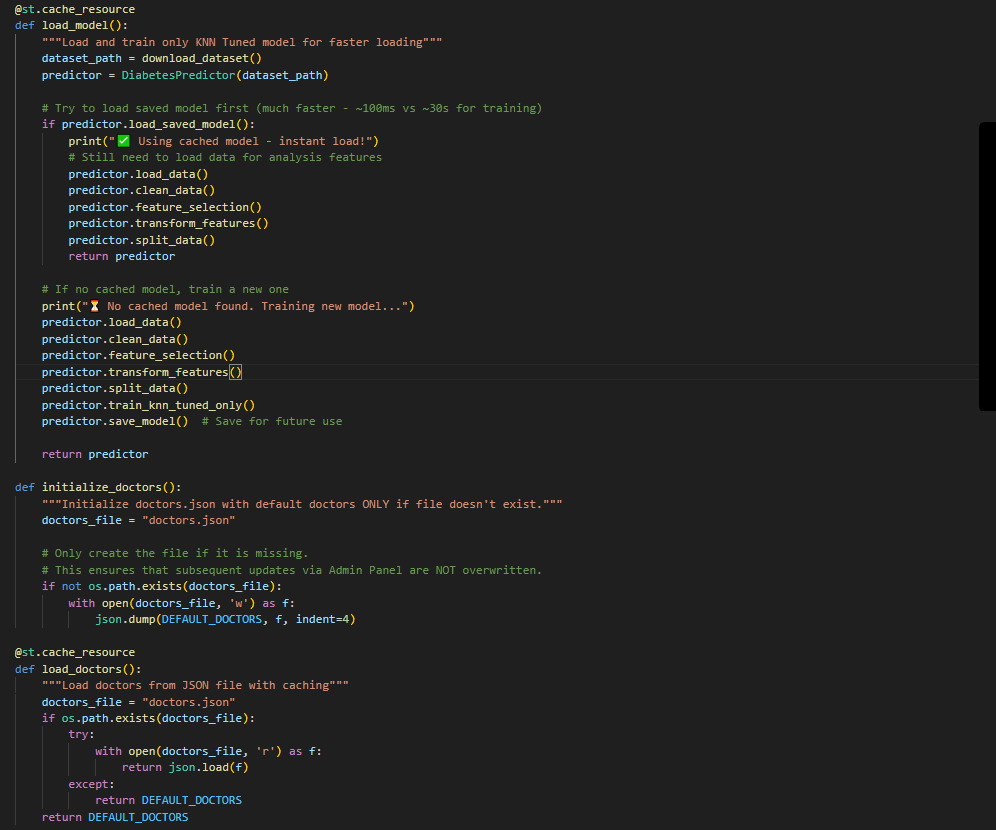 @st.cache_resource
def load_model():
    """Load and train only KNN Tuned model for faster loading"""
    dataset_path = download_dataset()
    predictor = DiabetesPredictor(dataset_path)

    # Try to load saved model first (much faster - ~100ms vs ~30s for training)
    if predictor.load_saved_model():
        print("✅ Using cached model - instant load!")
        # Still need to load data for analysis features
        predictor.load_data()
        predictor.clean_data()
        predictor.feature_selection()
        predictor.transform_features()
        predictor.split_data()
        return predictor

    # If no cached model, train a new one
    print("⏳ No cached model found. Training new model...")
    predictor.load_data()
    predictor.clean_data()
    predictor.feature_selection()
    predictor.transform_features()
    predictor.split_data()
    predictor.train_knn_tuned_only()
    predictor.save_model()  # Save for future use

    return predictor

def initialize_doctors():
    """Initialize doctors.json with default doctors ONLY if file doesn't exist."""
    doctors_file = "doctors.json"

    # Only create the file if it is missing.
    # This ensures that subsequent updates via Admin Panel are NOT overwritten.
    if not os.path.exists(doctors_file):
        with open(doctors_file, 'w') as f:
            json.dump(DEFAULT_DOCTORS, f, indent=4)

@st.cache_resource
def load_doctors():
    """Load doctors from JSON file with caching"""
    doctors_file = "doctors.json"
    if os.path.exists(doctors_file):
        try:
            with open(doctors_file, 'r') as f:
                return json.load(f)
        except:
            return DEFAULT_DOCTORS
    return DEFAULT_DOCTORS